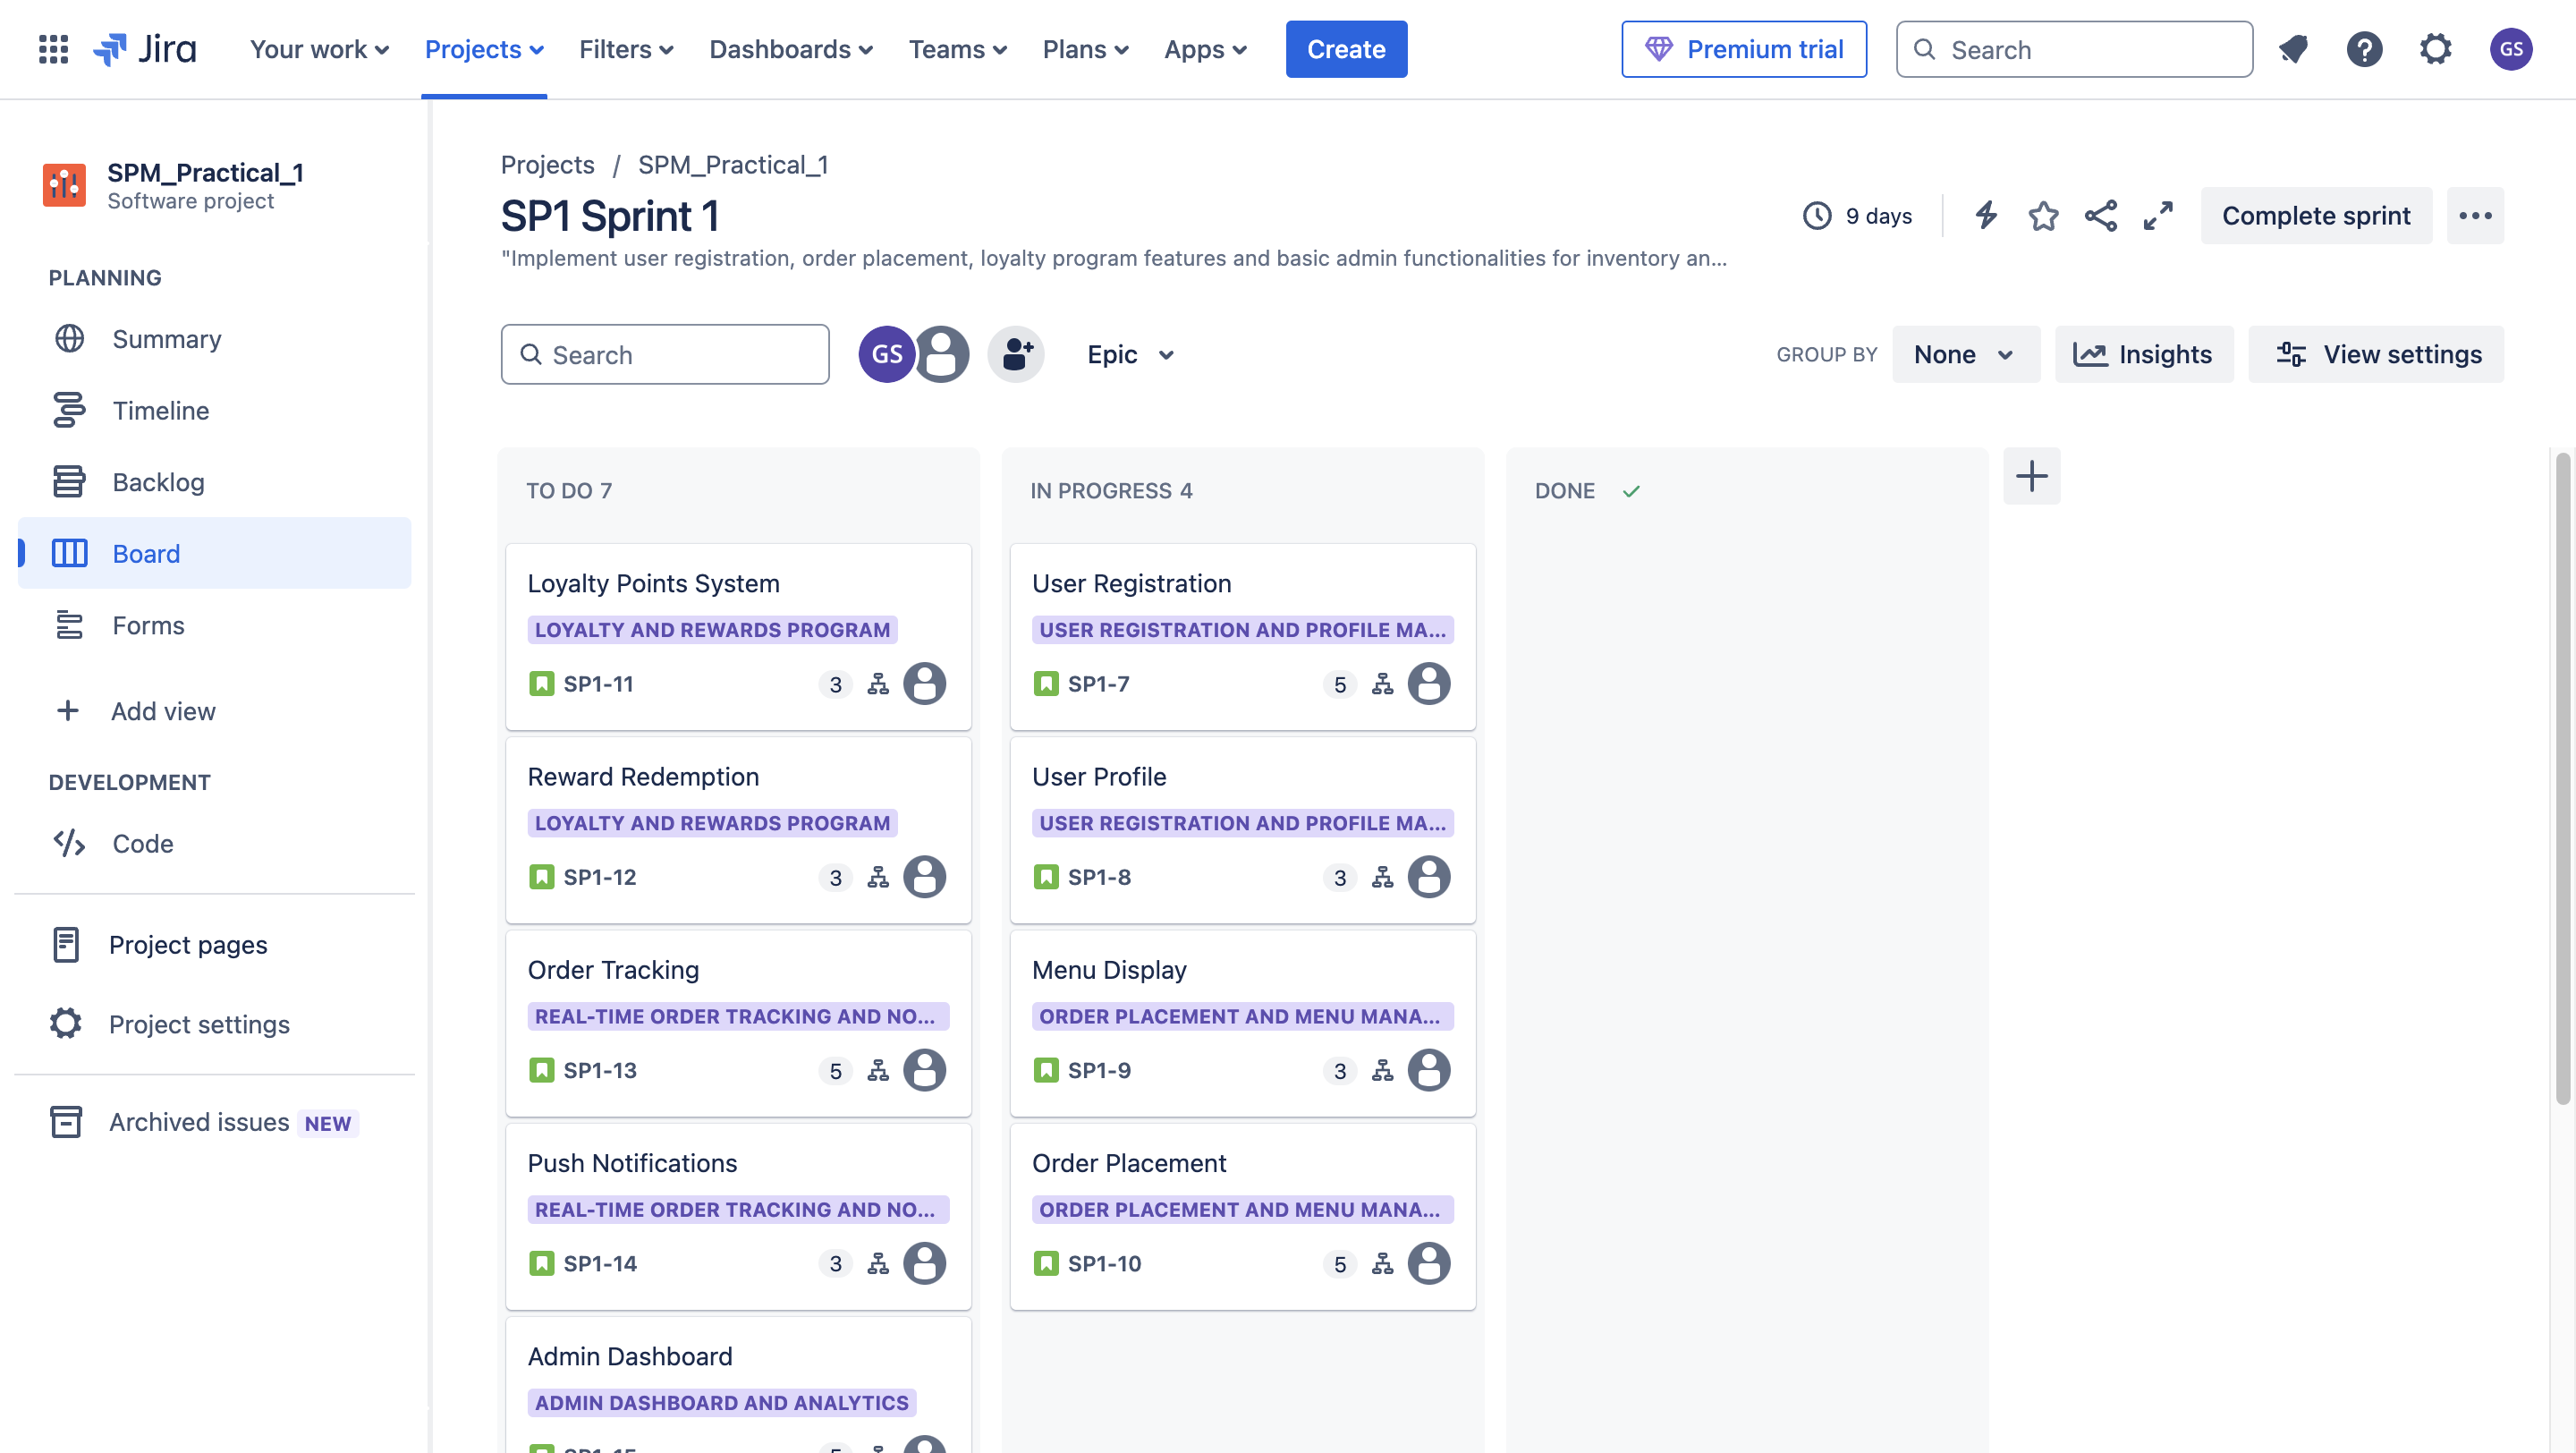 Jira
Your work
Projects
Filters
Dashboards
Teams
Plans
Apps
Create
Premium trial
Search
GS
SPM_Practical_1
Software project
PLANNING
Summary
Timeline
Backlog
Board
Forms
Add view
DEVELOPMENT
Code
Project pages
Project settings
Archived issues NEW
Projects / SPM_Practical_1
SP1 Sprint 1
"Implement user registration, order placement, loyalty program features and basic admin functionalities for inventory an...
9 days
Complete sprint
Search
GS
Epic
GROUP BY
None
Insights
View settings
TO DO 7
Loyalty Points System
LOYALTY AND REWARDS PROGRAM
SP1-11 3
Reward Redemption
LOYALTY AND REWARDS PROGRAM
SP1-12 3
Order Tracking
REAL-TIME ORDER TRACKING AND NO...
SP1-13 5
Push Notifications
REAL-TIME ORDER TRACKING AND NO...
SP1-14 3
Admin Dashboard
ADMIN DASHBOARD AND ANALYTICS
IN PROGRESS 4
User Registration
USER REGISTRATION AND PROFILE MA...
SP1-7 5
User Profile
USER REGISTRATION AND PROFILE MA...
SP1-8 3
Menu Display
ORDER PLACEMENT AND MENU MANA...
SP1-9 3
Order Placement
ORDER PLACEMENT AND MENU MANA...
SP1-10 5
DONE